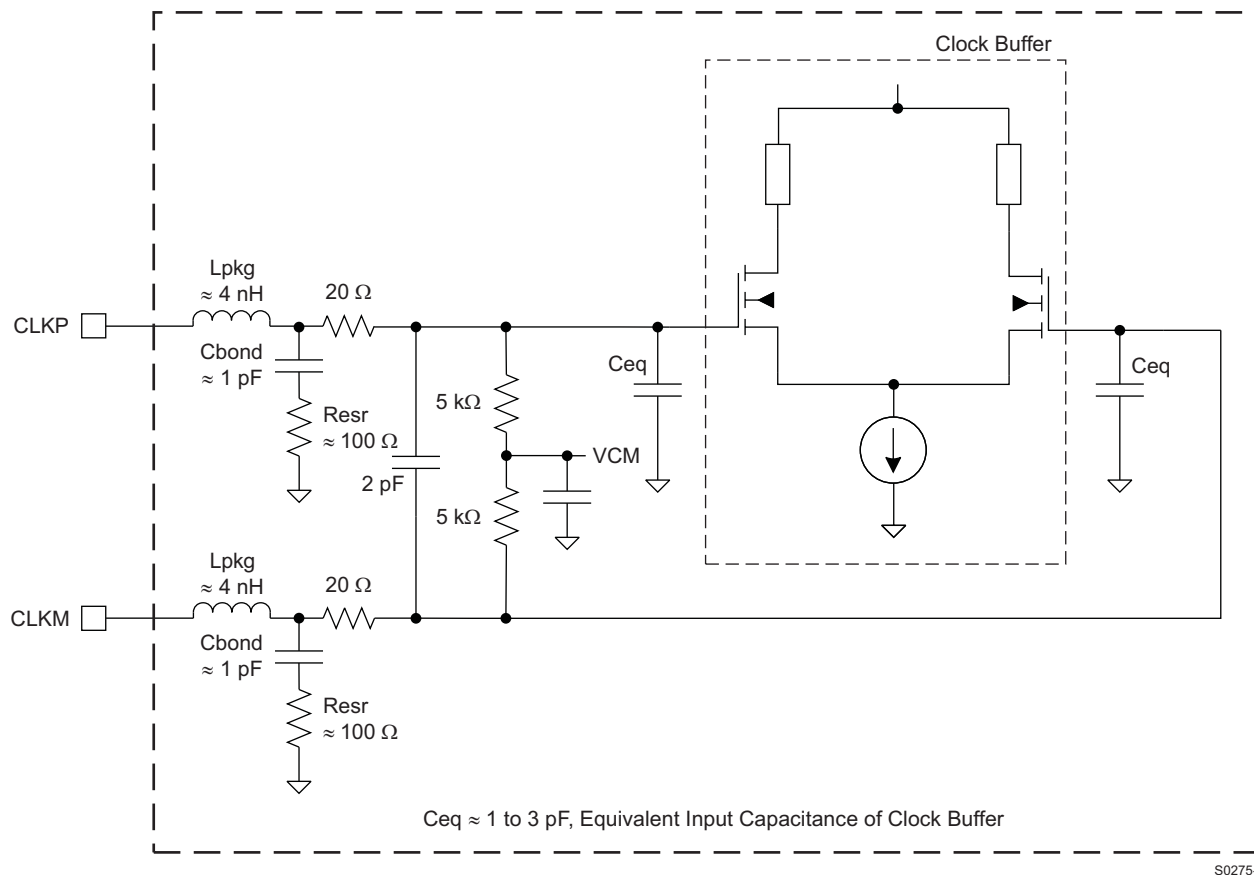 Clock Buffer
Lpkg
≈ 4 nH
20 Ω
CLKP
Cbond
≈ 1 pF
Resr
≈ 100 Ω
2 pF
5 kΩ
VCM
5 kΩ
Ceq
Ceq
Lpkg
≈ 4 nH
20 Ω
CLKM
Cbond
≈ 1 pF
Resr
≈ 100 Ω
Ceq ≈ 1 to 3 pF, Equivalent Input Capacitance of Clock Buffer
S0275